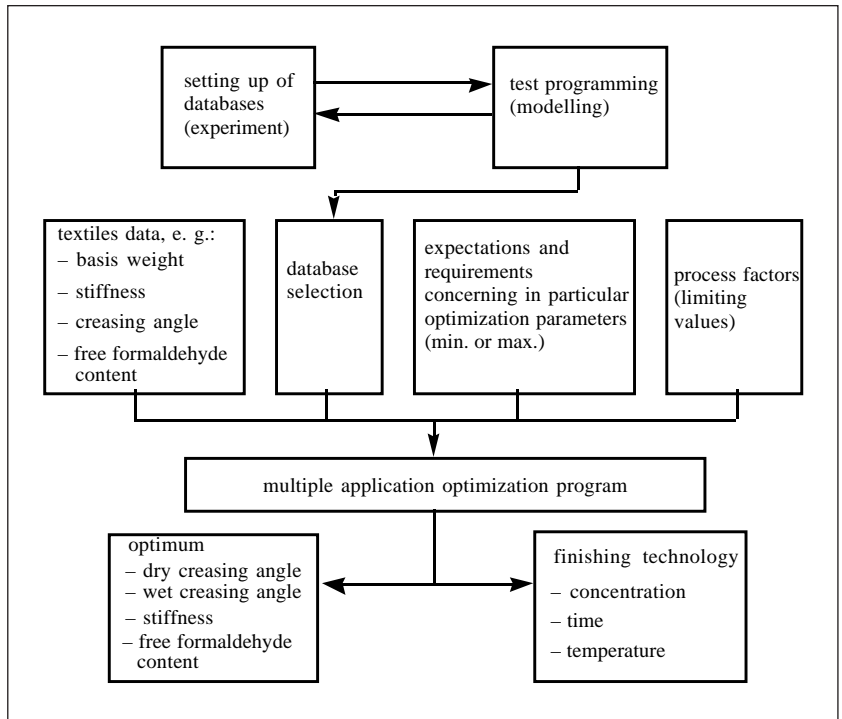 setting up of
databases
(experiment)
test programming
(modelling)
textiles data, e. g.:
– basis weight
– stiffness
– creasing angle
– free formaldehyde
content
database
selection
expectations and
requirements
concerning in particular
optimization parameters
(min. or max.)
process factors
(limiting
values)
multiple application optimization program
optimum
– dry creasing angle
– wet creasing angle
– stiffness
– free formaldehyde
content
finishing technology
– concentration
– time
– temperature